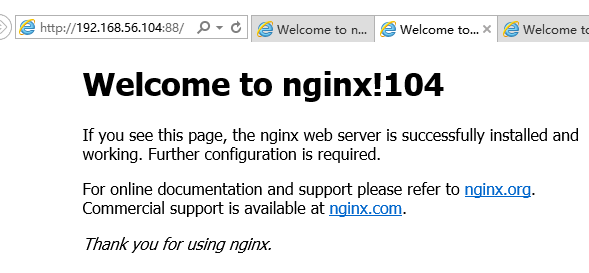 http://192.168.56.104:88/
Welcome to n...
Welcome to...
Welcome to
Welcome to nginx!104
If you see this page, the nginx web server is successfully installed and
working. Further configuration is required.
For online documentation and support please refer to nginx.org.
Commercial support is available at nginx.com.
Thank you for using nginx.